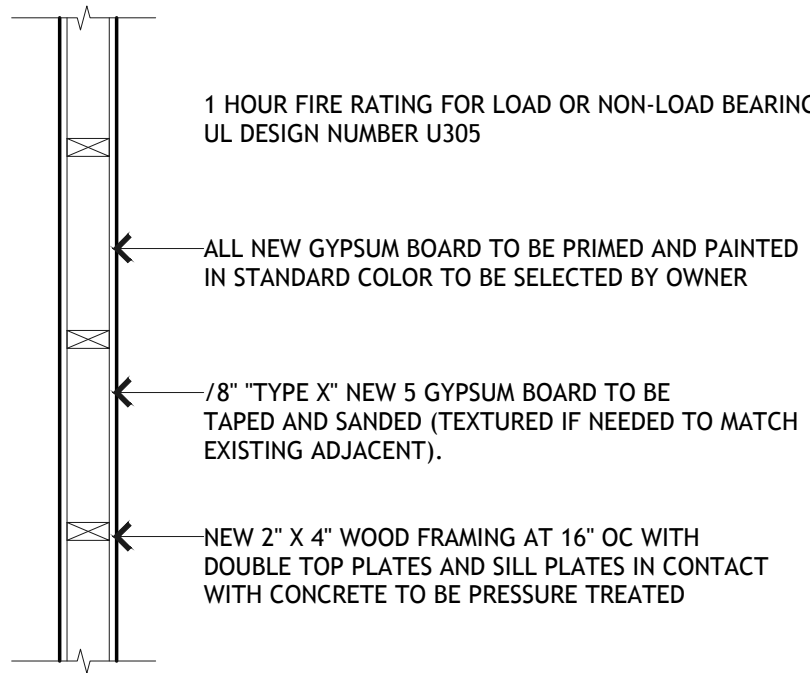 1 HOUR FIRE RATING FOR LOAD OR NON-LOAD BEARING
UL DESIGN NUMBER U305
ALL NEW GYPSUM BOARD TO BE PRIMED AND PAINTED
IN STANDARD COLOR TO BE SELECTED BY OWNER
/8" "TYPE X" NEW 5 GYPSUM BOARD TO BE
TAPED AND SANDED (TEXTURED IF NEEDED TO MATCH
EXISTING ADJACENT).
NEW 2" X 4" WOOD FRAMING AT 16" OC WITH
DOUBLE TOP PLATES AND SILL PLATES IN CONTACT
WITH CONCRETE TO BE PRESSURE TREATED